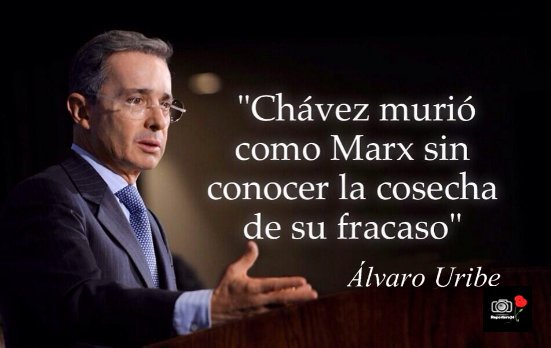 "Chávez murió
como Marx sin
conocer la cosecha
de su fracaso"
Álvaro Uribe